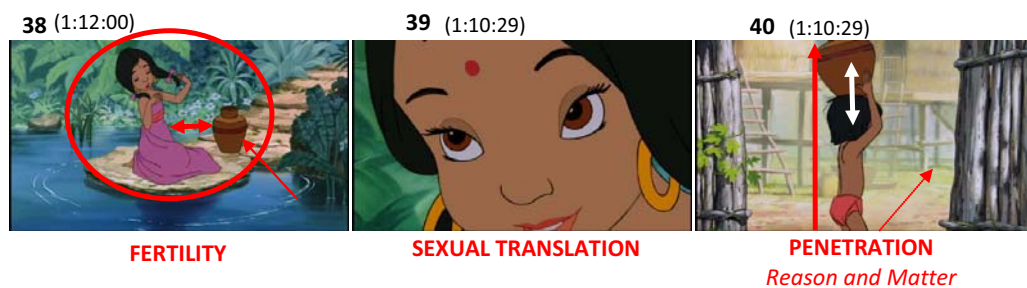 38 (1:12:00)
39 (1:10:29)
40 (1:10:29)
FERTILITY
SEXUAL TRANSLATION
PENETRATION
Reason and Matter